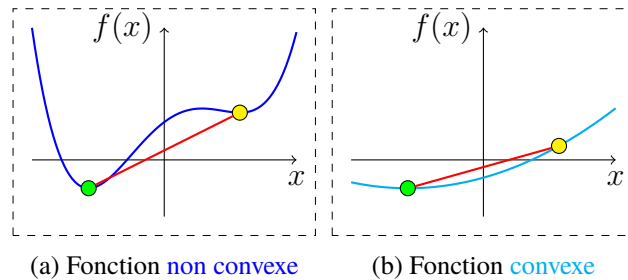 f(x)
x
(a) Fonction non convexe
f(x)
x
(b) Fonction convexe